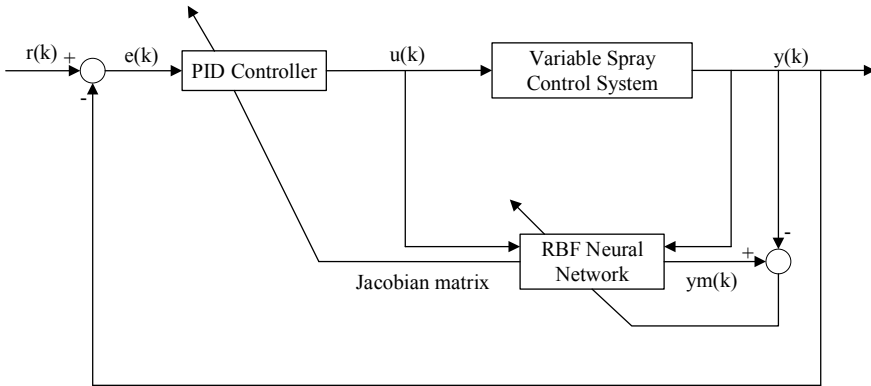 r(k)
+
-
e(k)
PID Controller
u(k)
Variable Spray
Control System
y(k)
-
RBF Neural
Network
+
ym(k)
Jacobian matrix